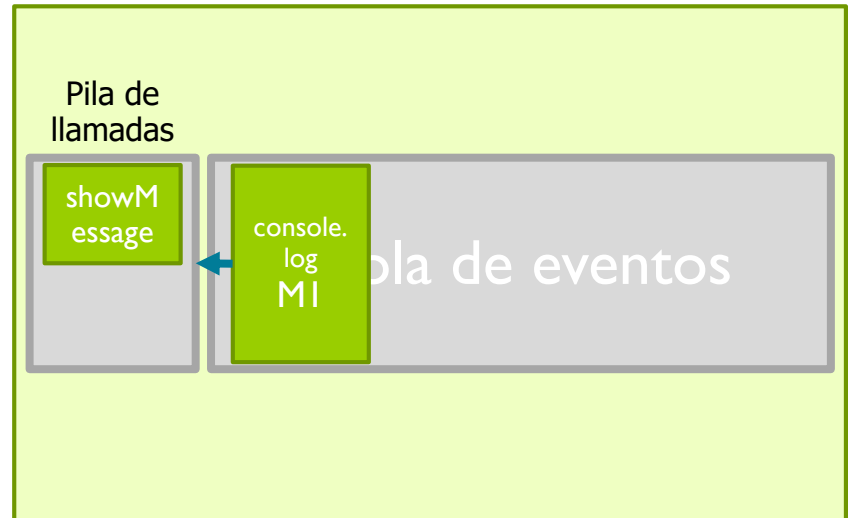 Pila de
llamadas
showM
essage
console.
log
M1
ola de eventos